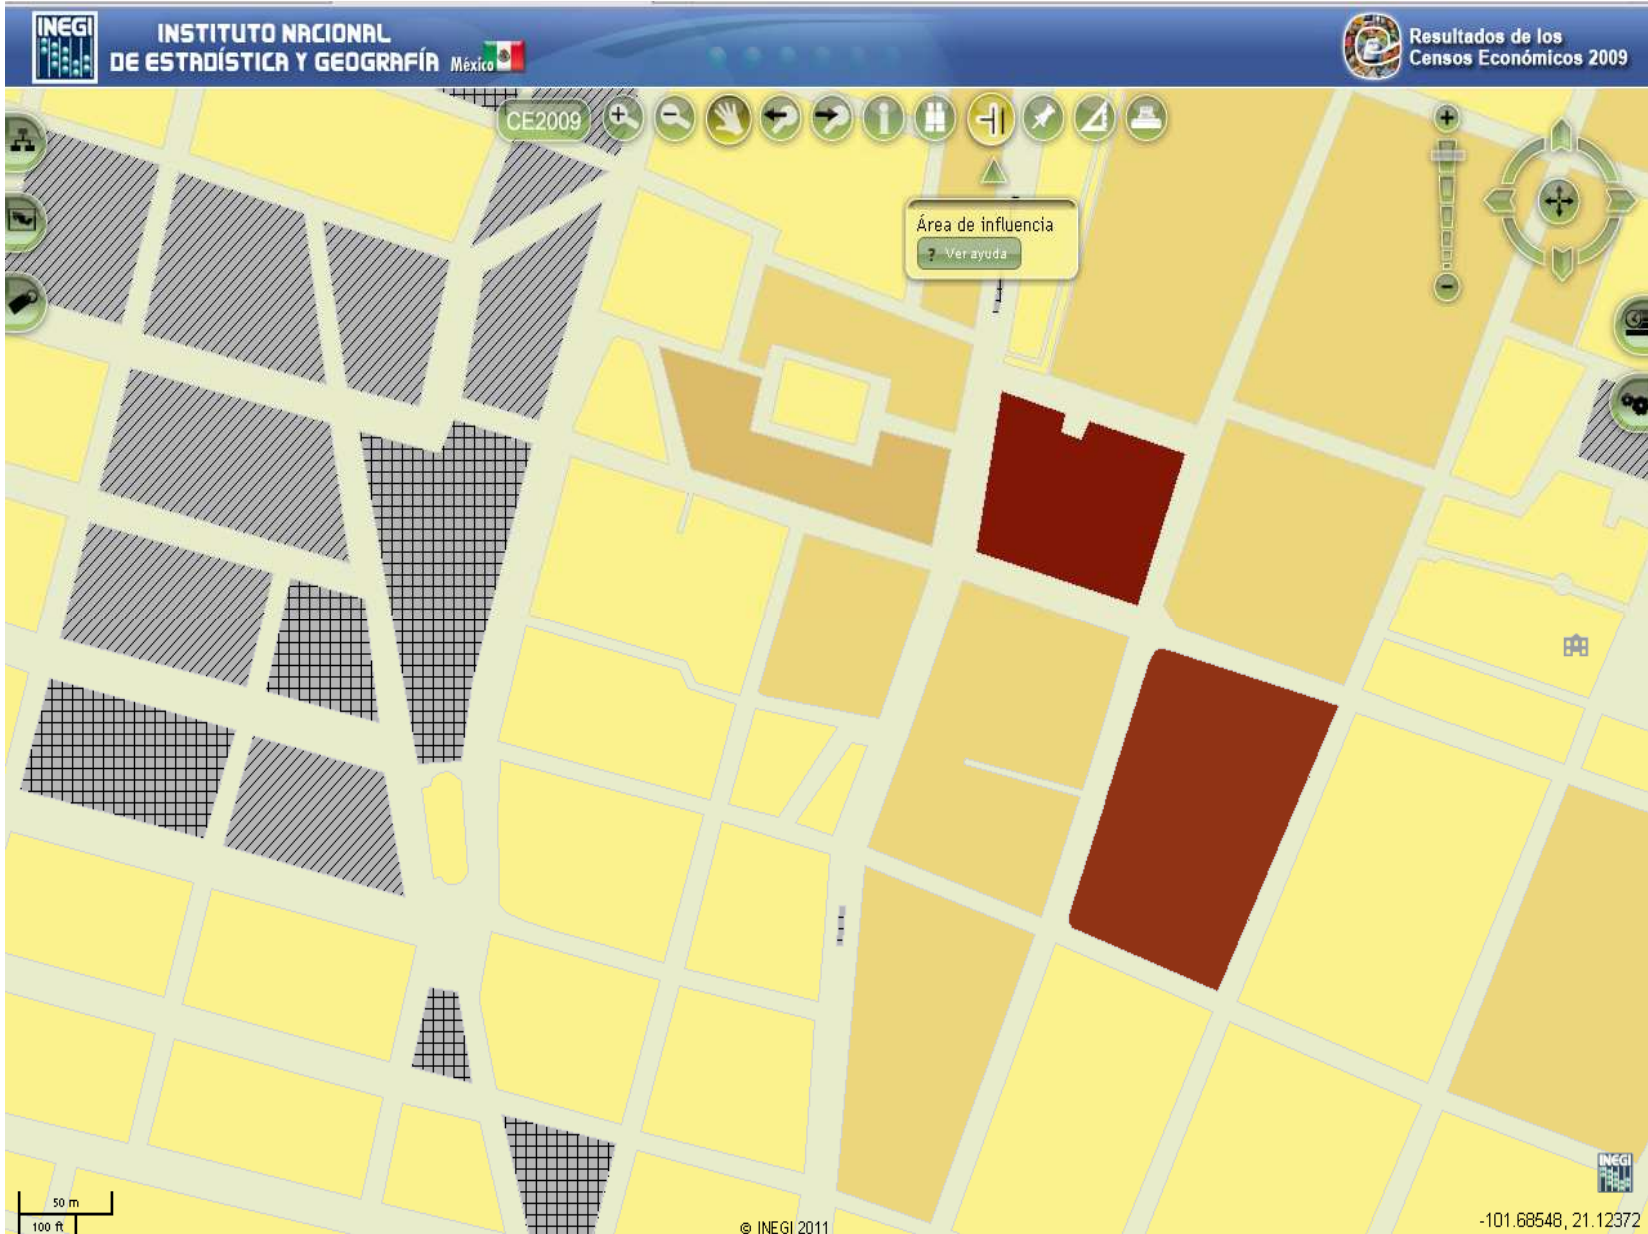 INEGI
INSTITUTO NACIONAL
DE ESTADÍSTICA Y GEOGRAFÍA México
Resultados de los
Censos Económicos 2009
CE2009
Área de influencia
? Ver ayuda
INEGI
50 m
100 ft
© INEGI 2011
-101.68548, 21.12372